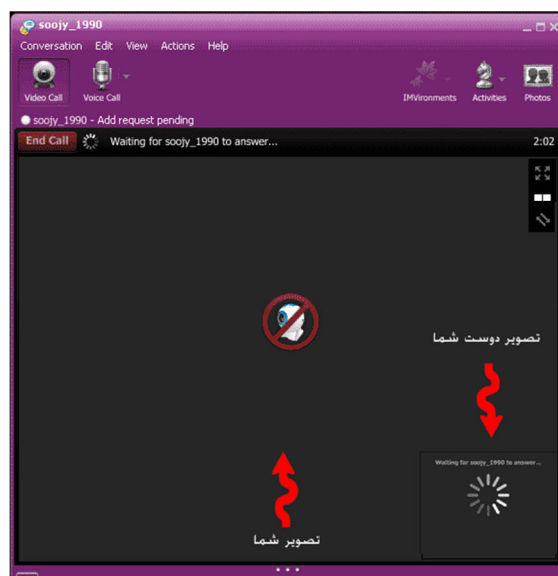 soojy_1990
Conversation Edit View Actions Help
Video Call Voice Call IMVironments Activities Photos
soojy_1990 - Add request pending
End Call Waiting for soojy_1990 to answer... 2:02
تصویر دوست شما
Waiting for soojy_1990 to answer...
تصویر شما